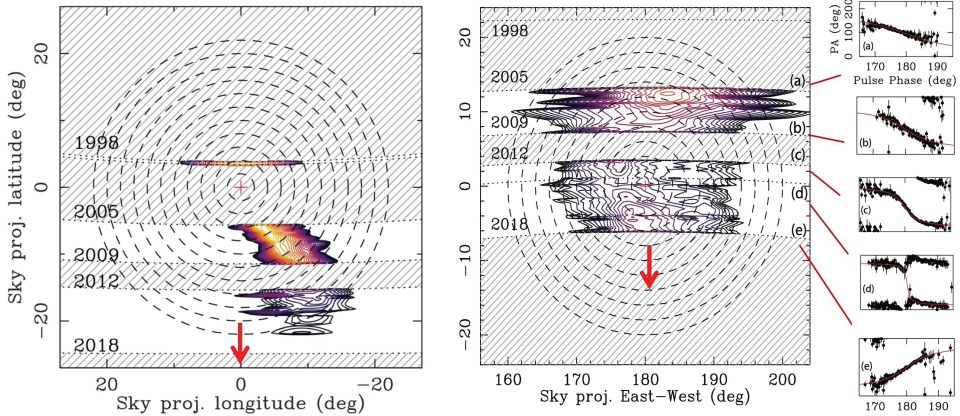 Sky proj. latitude (deg)
20
0
−20
1998
2005
2009
2012
2018
20
0
−20
Sky proj. longitude (deg)
1998
2005
2009
2012
2018
20
10
0
−10
−20
160
170
180
190
200
Sky proj. East−West (deg)
(a)
(b)
(c)
(d)
(e)
PA (deg)
0
100
200
(a)
170
180
190
Pulse Phase (deg)
(b)
(c)
(d)
(e)
170
180
190